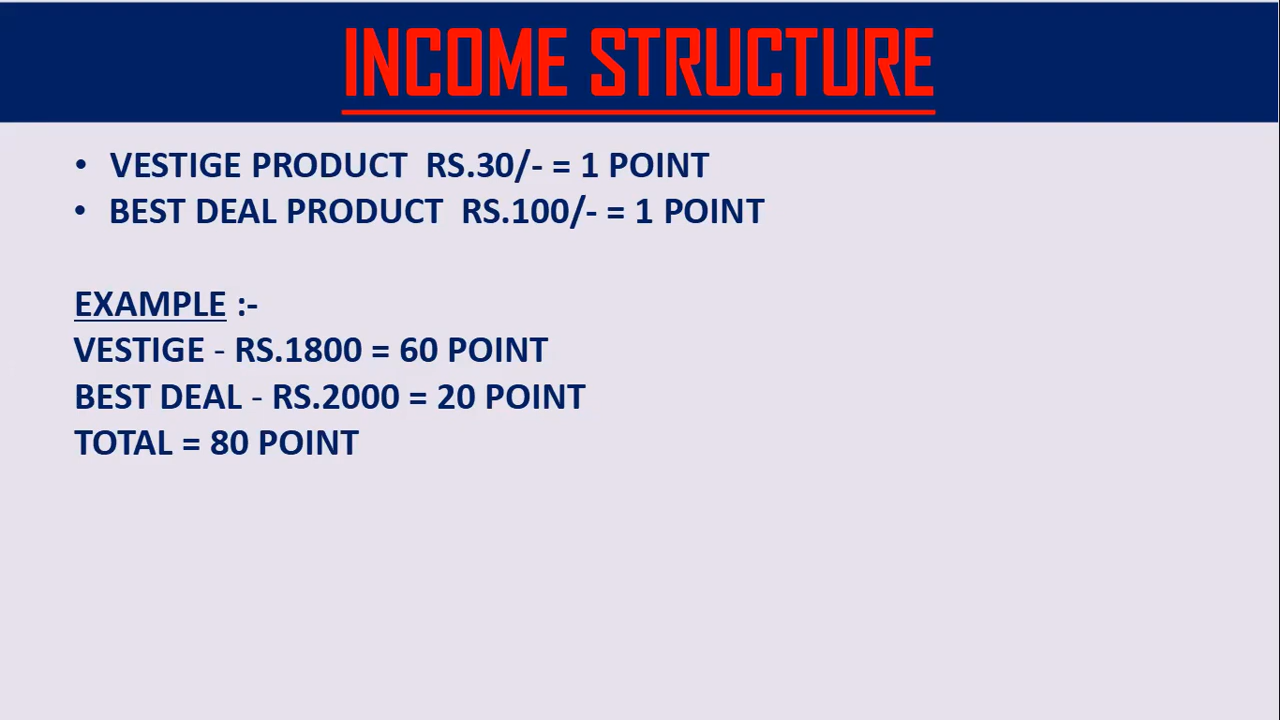 INCOME STRUCTURE
• VESTIGE PRODUCT RS.30/- = 1 POINT
• BEST DEAL PRODUCT RS.100/- = 1 POINT
EXAMPLE :-
VESTIGE - RS.1800 = 60 POINT
BEST DEAL - RS.2000 = 20 POINT
TOTAL = 80 POINT